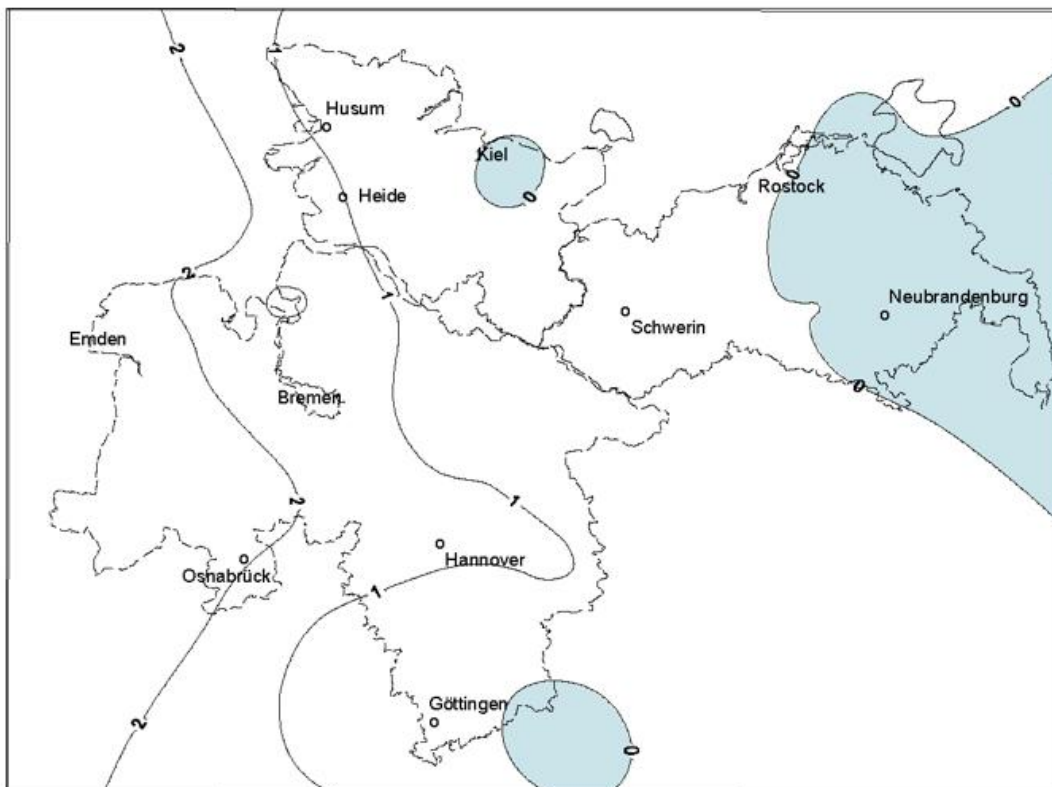 2
1
0
Husum
Kiel
0
Heide
0
Rostock
2
1
Neubrandenburg
Schwerin
Emden
0
Bremen
2
1
Hannover
Osnabrück
1
Göttingen
2
0